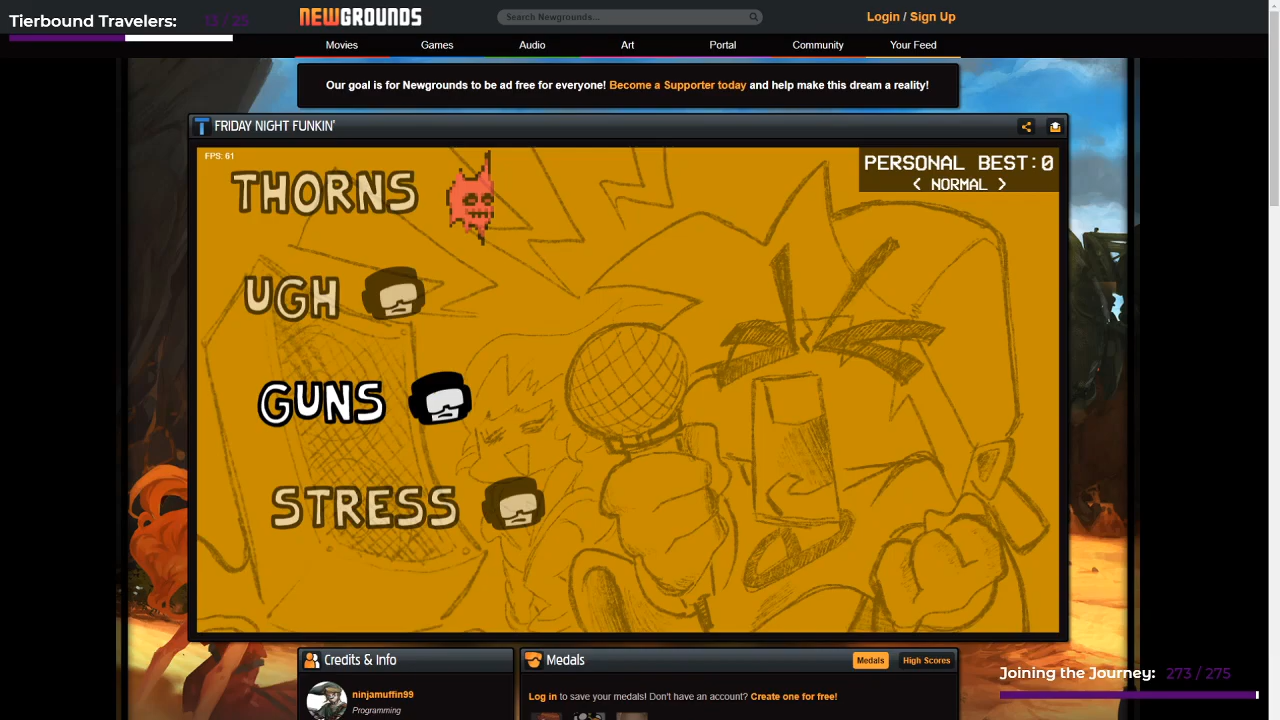 Tierbound Travelers: 13 / 25
NEWGROUNDS
Search Newgrounds...
Login / Sign Up
Movies Games Audio Art Portal Community Your Feed
Our goal is for Newgrounds to be ad free for everyone! Become a Supporter today and help make this dream a reality!
T FRIDAY NIGHT FUNKIN'
FPS: 61
PERSONAL BEST:0
< NORMAL >
THORNS
UGH
GUNS
STRESS
Credits & Info
ninjamuffin99
Programming
Medals
Medals
High Scores
Log in to save your medals! Don't have an account? Create one for free!
Joining the Journey: 273 / 275